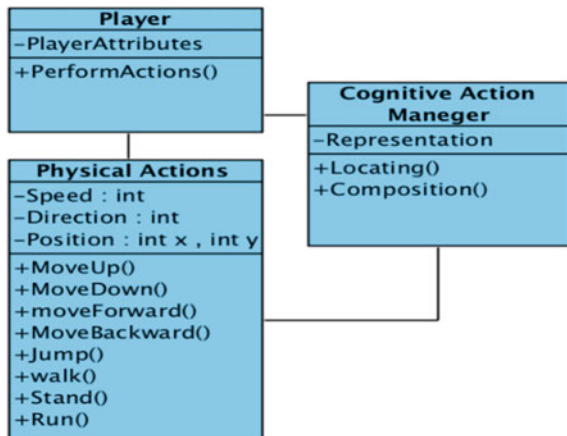 Player
-PlayerAttributes
+PerformActions()
Cognitive Action
Maneger
-Representation
+Locating()
+Composition()
Physical Actions
-Speed : int
-Direction : int
-Position : int x , int y
+MoveUp()
+MoveDown()
+moveForward()
+MoveBackward()
+Jump()
+walk()
+Stand()
+Run()